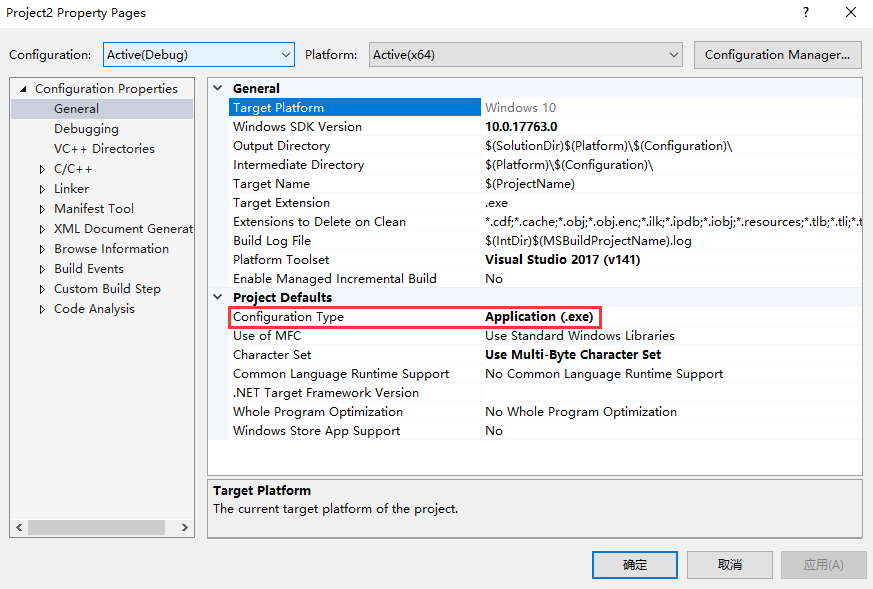 Project2 Property Pages
Configuration: Active(Debug) Platform: Active(x64) Configuration Manager...
Configuration Properties
General
Debugging
VC++ Directories
C/C++
Linker
Manifest Tool
XML Document Generat
Browse Information
Build Events
Custom Build Step
Code Analysis
General
Target Platform Windows 10
Windows SDK Version 10.0.17763.0
Output Directory $(SolutionDir)$(Platform)\$(Configuration)\
Intermediate Directory $(Platform)\$(Configuration)\
Target Name $(ProjectName)
Target Extension .exe
Extensions to Delete on Clean *.cdf;*.cache;*.obj;*.obj.enc;*.ilk;*.ipdb;*.iobj;*.resources;*.tlb;*.tli;*.t
Build Log File $(IntDir)$(MSBuildProjectName).log
Platform Toolset Visual Studio 2017 (v141)
Enable Managed Incremental Build No
Project Defaults
Configuration Type Application (.exe)
Use of MFC Use Standard Windows Libraries
Character Set Use Multi-Byte Character Set
Common Language Runtime Support No Common Language Runtime Support
.NET Target Framework Version
Whole Program Optimization No Whole Program Optimization
Windows Store App Support No
Target Platform
The current target platform of the project.
确定 取消 应用(A)